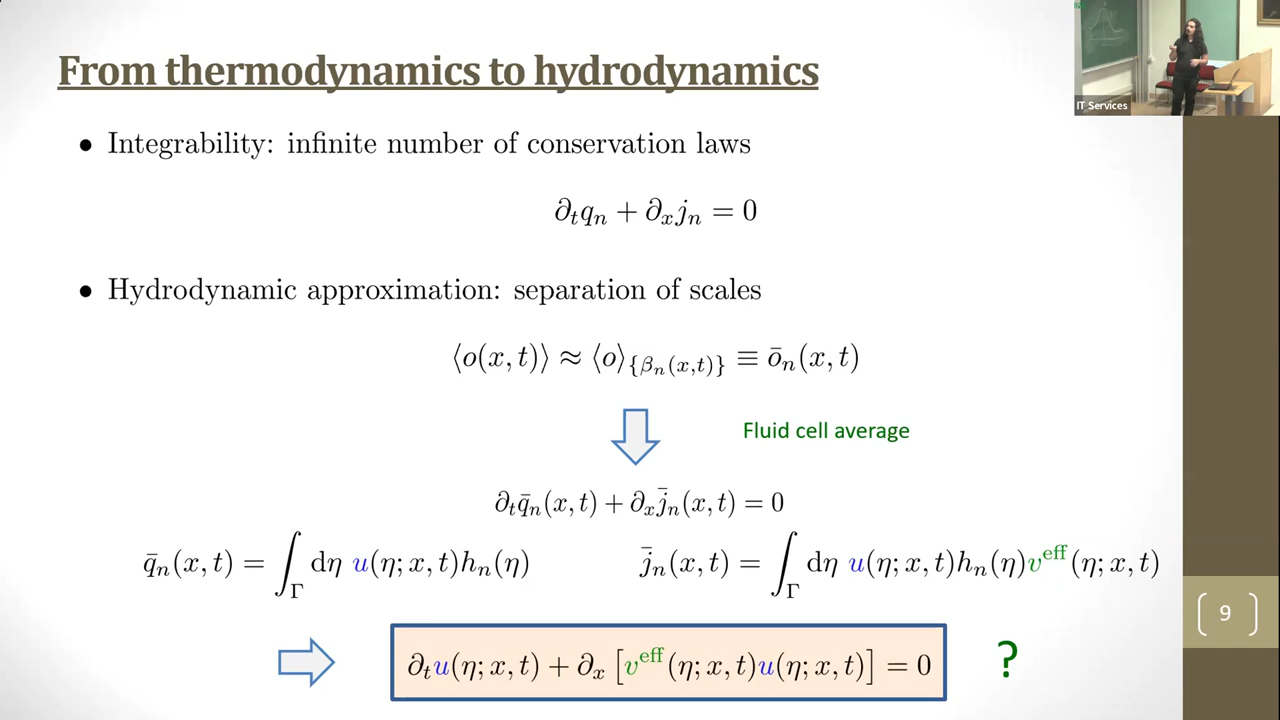 From thermodynamics to hydrodynamics
IT Services
• Integrability: infinite number of conservation laws
∂ₜqₙ + ∂ₓjₙ = 0
• Hydrodynamic approximation: separation of scales
⟨o(x, t)⟩ ≈ ⟨o⟩_{βₙ(x,t)} ≡ ōₙ(x, t)
Fluid cell average
∂ₜq̄ₙ(x, t) + ∂ₓj̄ₙ(x, t) = 0
q̄ₙ(x, t) = ∫_Γ dη u(η; x, t)hₙ(η) j̄ₙ(x, t) = ∫_Γ dη u(η; x, t)hₙ(η)v^eff(η; x, t)
9
∂ₜu(η; x, t) + ∂ₓ [v^eff(η; x, t)u(η; x, t)] = 0 ?